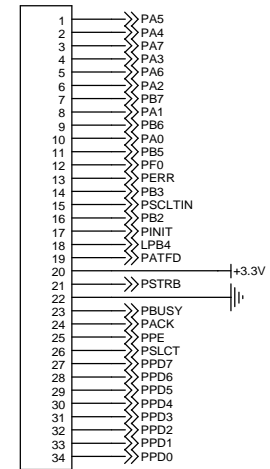 1 PA5
2 PA4
3 PA7
4 PA3
5 PA6
6 PA2
7 PB7
8 PA1
9 PB6
10 PA0
11 PB5
12 PF0
13 PERR
14 PB3
15 PSCLTIN
16 PB2
17 PINIT
18 LPB4
19 PATFD
20 +3.3V
21 PSTRB
22
23 PBUSY
24 PACK
25 PPE
26 PSLCT
27 PPD7
28 PPD6
29 PPD5
30 PPD4
31 PPD3
32 PPD2
33 PPD1
34 PPD0